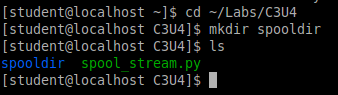 [student@localhost ~]$ cd ~/Labs/C3U4
[student@localhost C3U4]$ mkdir spooldir
[student@localhost C3U4]$ ls
spooldir  spool_stream.py
[student@localhost C3U4]$